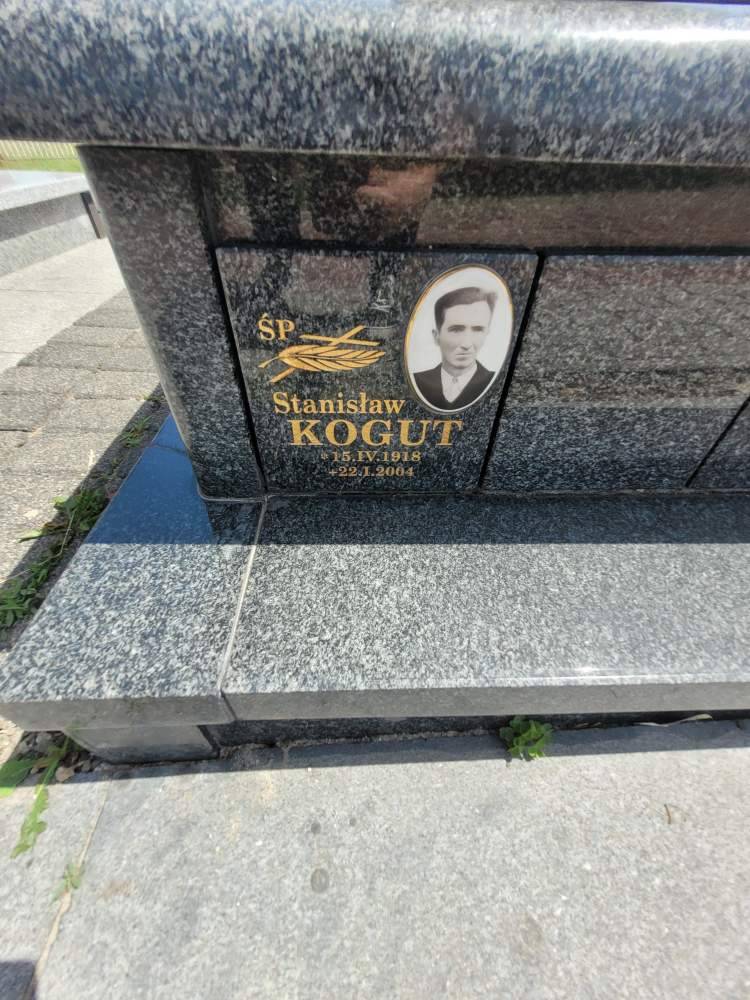 ŚP
Stanisław
KOGUT
*15.IV.1918
+22.I.2004